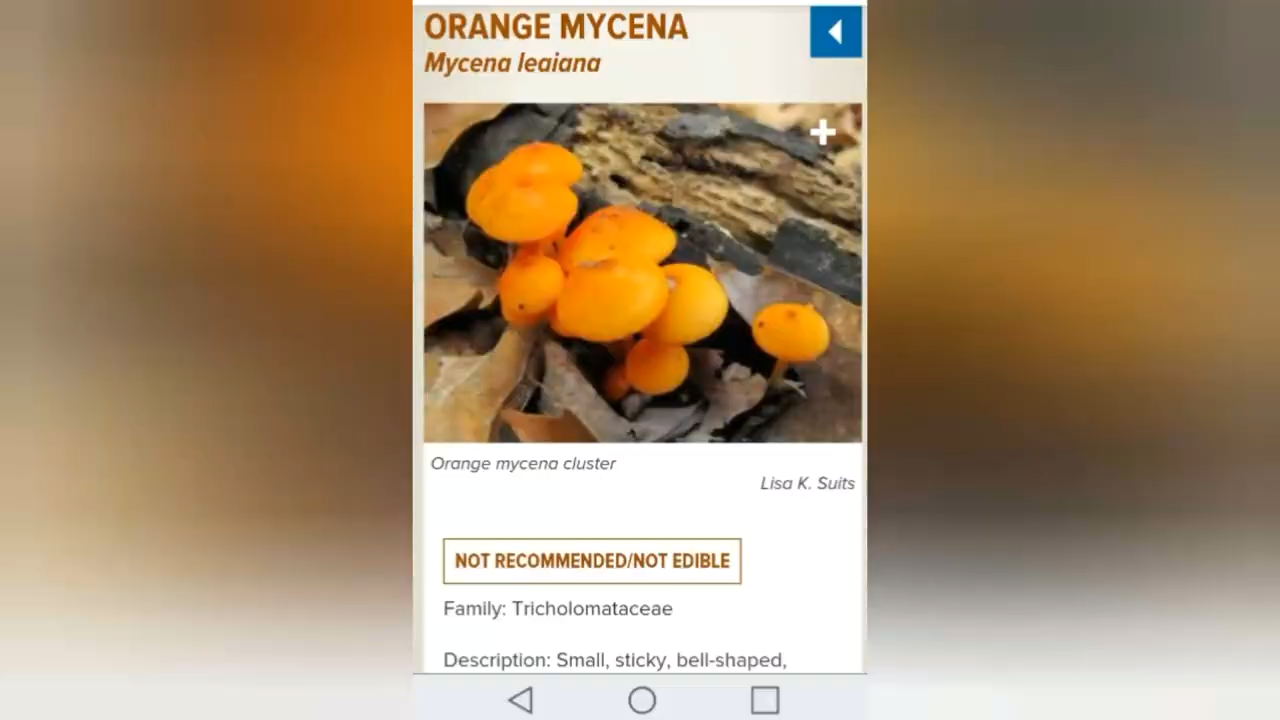 ORANGE MYCENA
Mycena leaiana
Orange mycena cluster
Lisa K. Suits
NOT RECOMMENDED/NOT EDIBLE
Family: Tricholomataceae
Description: Small, sticky, bell-shaped,